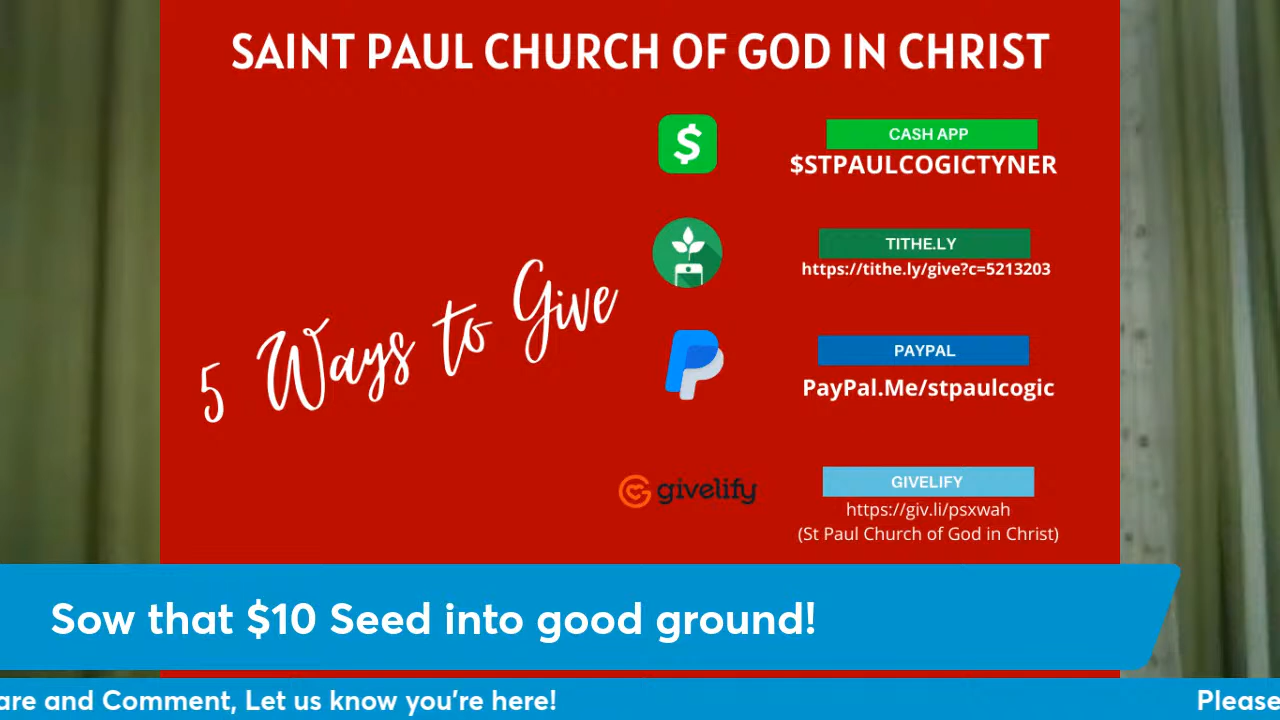 SAINT PAUL CHURCH OF GOD IN CHRIST
$
CASH APP
$STPAULCOGICTYNER
TITHE.LY
https://tithe.ly/give?c=5213203
5 Ways to Give
PAYPAL
PayPal.Me/stpaulcogic
givelify
GIVELIFY
https://giv.li/psxwah
(St Paul Church of God in Christ)
Sow that $10 Seed into good ground!
are and Comment, Let us know you're here! Please